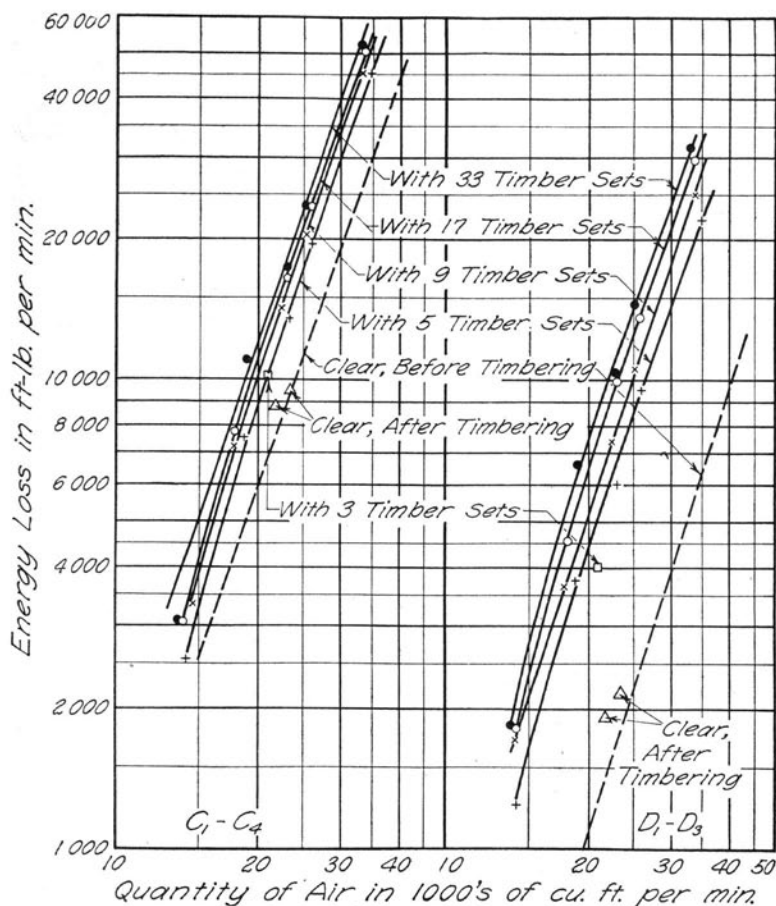 60 000
40 000
20 000
10 000
8 000
6 000
4 000
2 000
1 000
Energy Loss in ft-lb. per min.
With 33 Timber Sets
With 17 Timber Sets
With 9 Timber Sets
With 5 Timber Sets
Clear, Before Timbering
Clear, After Timbering
With 3 Timber Sets
Clear,
After
Timbering
C₁-C₄
D₁-D₃
10 20 30 40 10 20 30 40 50
Quantity of Air in 1000's of cu. ft. per min.